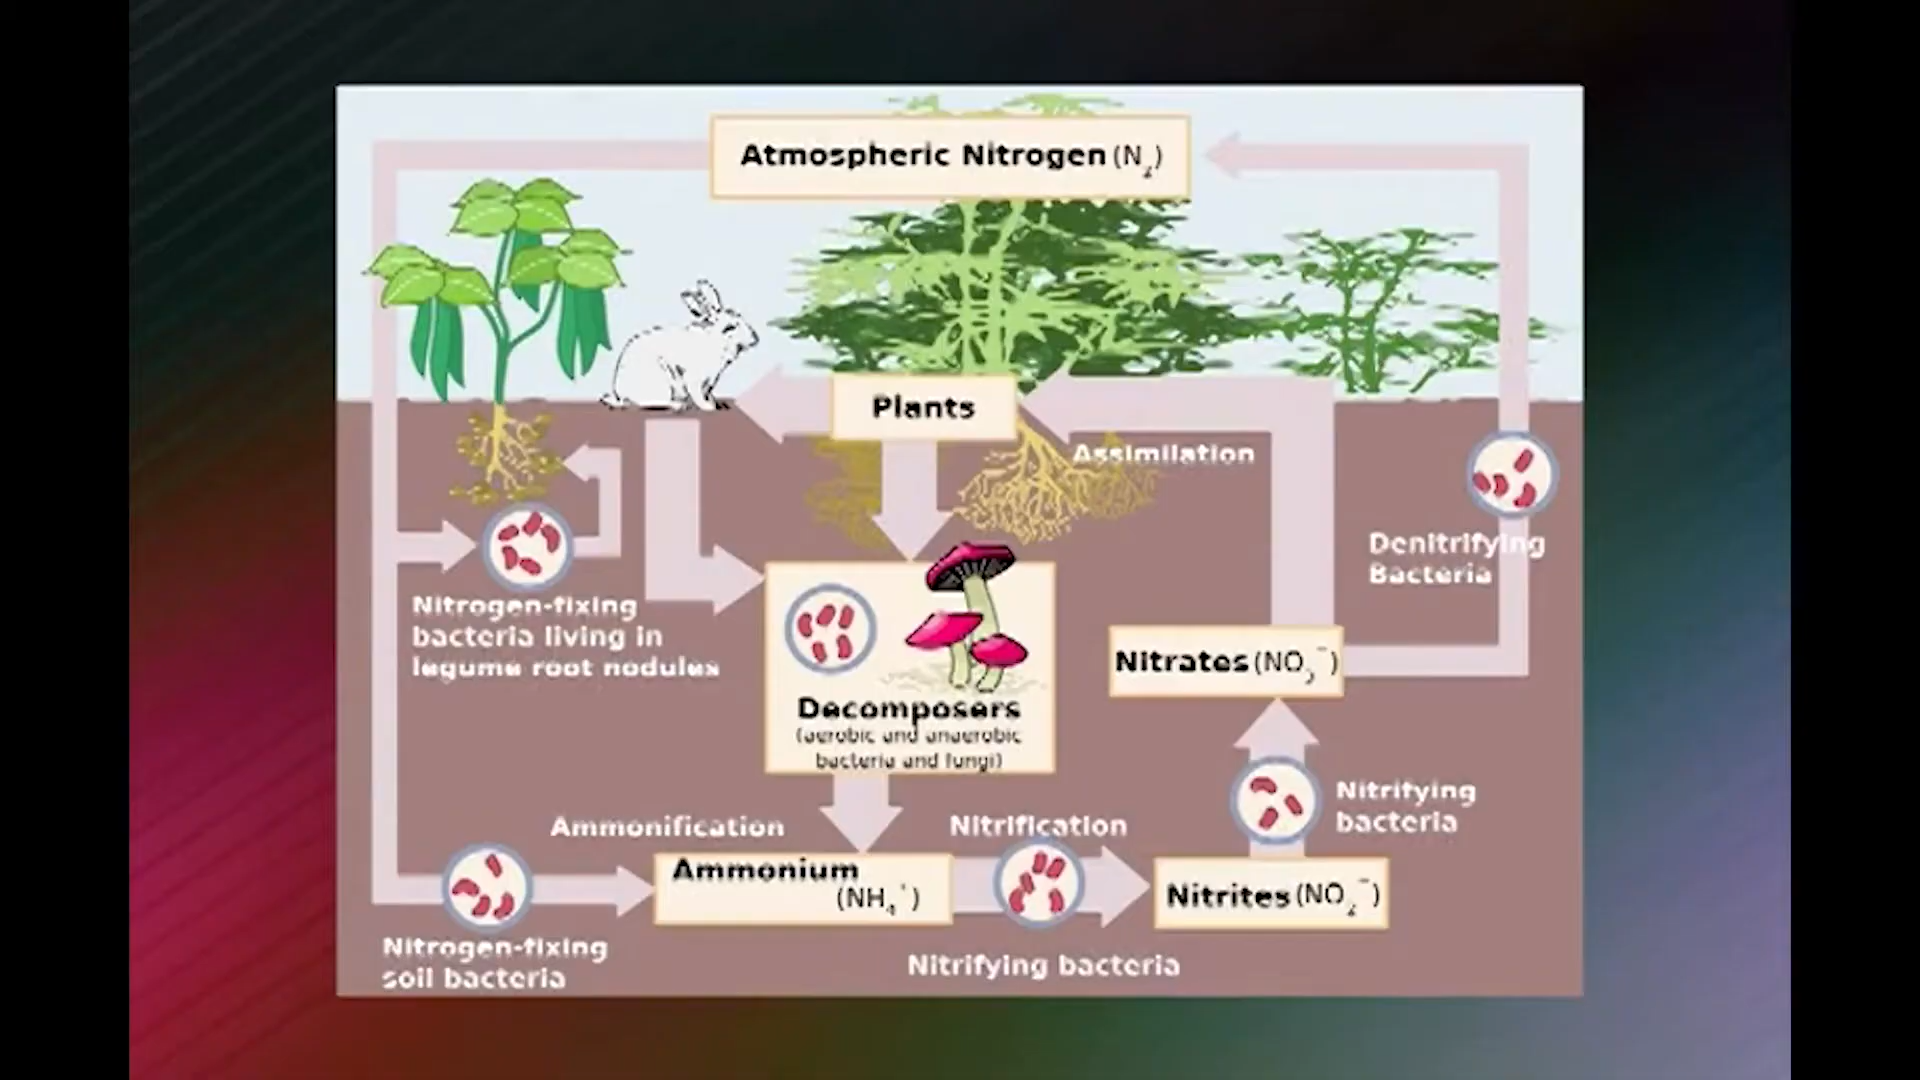 Atmospheric Nitrogen (N₂)
Plants
Assimilation
Denitrifying
Bacteria
Nitrogen-fixing
bacteria living in
legume root nodules
Nitrates (NO₃⁻)
Decomposers
(aerobic and anaerobic
bacteria and fungi)
Nitrifying
bacteria
Ammonification
Nitrification
Ammonium
(NH₄⁺)
Nitrites (NO₂⁻)
Nitrogen-fixing
soil bacteria
Nitrifying bacteria